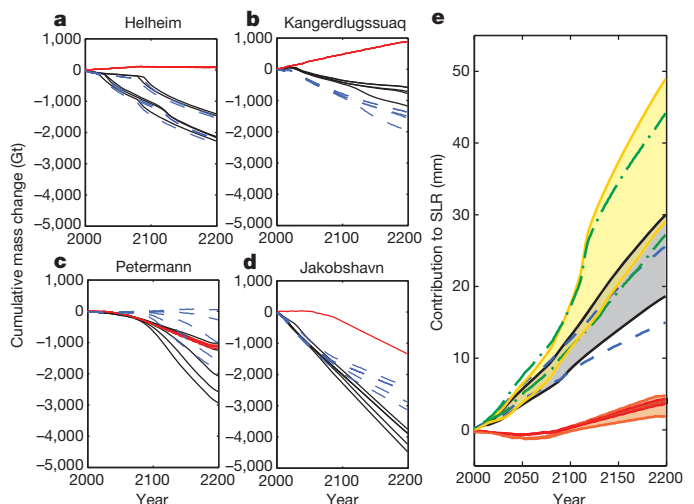 a Helheim
1,000
0
–1,000
–2,000
–3,000
–4,000
–5,000
2000 2100 2200
b Kangerdlugssuaq
1,000
0
–1,000
–2,000
–3,000
–4,000
–5,000
2000 2100 2200
c Petermann
1,000
0
–1,000
–2,000
–3,000
–4,000
–5,000
2000 2100 2200
Year
d Jakobshavn
1,000
0
–1,000
–2,000
–3,000
–4,000
–5,000
2000 2100 2200
Year
Cumulative mass change (Gt)
e
50
40
30
20
10
0
2000 2050 2100 2150 2200
Year
Contribution to SLR (mm)